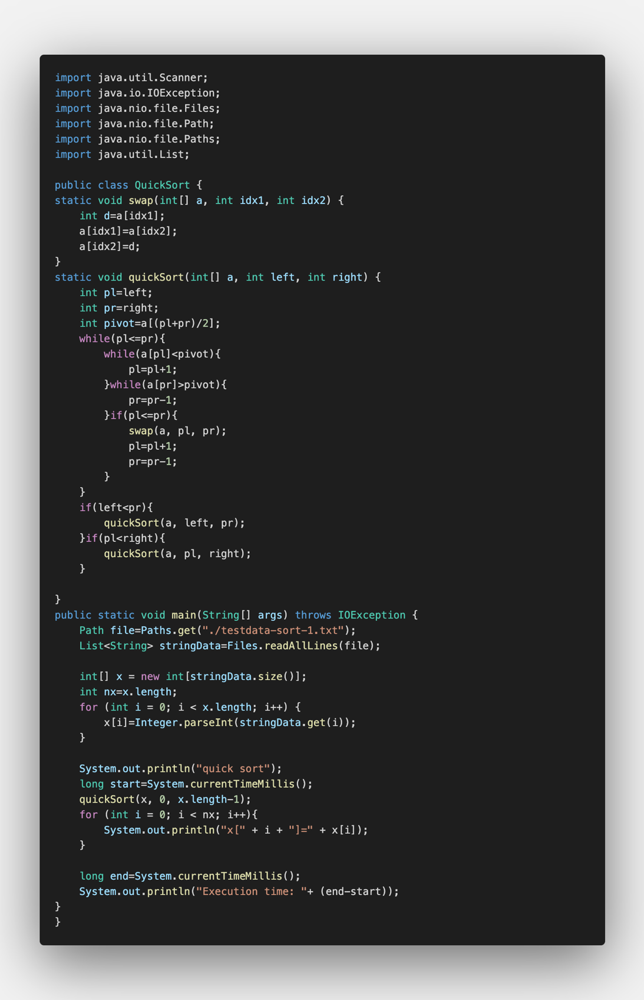 import java.util.Scanner;
import java.io.IOException;
import java.nio.file.Files;
import java.nio.file.Path;
import java.nio.file.Paths;
import java.util.List;

public class QuickSort {
static void swap(int[] a, int idx1, int idx2) {
    int d=a[idx1];
    a[idx1]=a[idx2];
    a[idx2]=d;
}
static void quickSort(int[] a, int left, int right) {
    int pl=left;
    int pr=right;
    int pivot=a[(pl+pr)/2];
    while(pl<=pr){
        while(a[pl]<pivot){
            pl=pl+1;
        }while(a[pr]>pivot){
            pr=pr-1;
        }if(pl<=pr){
            swap(a, pl, pr);
            pl=pl+1;
            pr=pr-1;
        }
    }
    if(left<pr){
        quickSort(a, left, pr);
    }if(pl<right){
        quickSort(a, pl, right);
    }

}
public static void main(String[] args) throws IOException {
    Path file=Paths.get("./testdata-sort-1.txt");
    List<String> stringData=Files.readAllLines(file);

    int[] x = new int[stringData.size()];
    int nx=x.length;
    for (int i = 0; i < x.length; i++) {
        x[i]=Integer.parseInt(stringData.get(i));
    }

    System.out.println("quick sort");
    long start=System.currentTimeMillis();
    quickSort(x, 0, x.length-1);
    for (int i = 0; i < nx; i++){
        System.out.println("x[" + i + "]=" + x[i]);
    }

    long end=System.currentTimeMillis();
    System.out.println("Execution time: "+ (end-start));
}
}